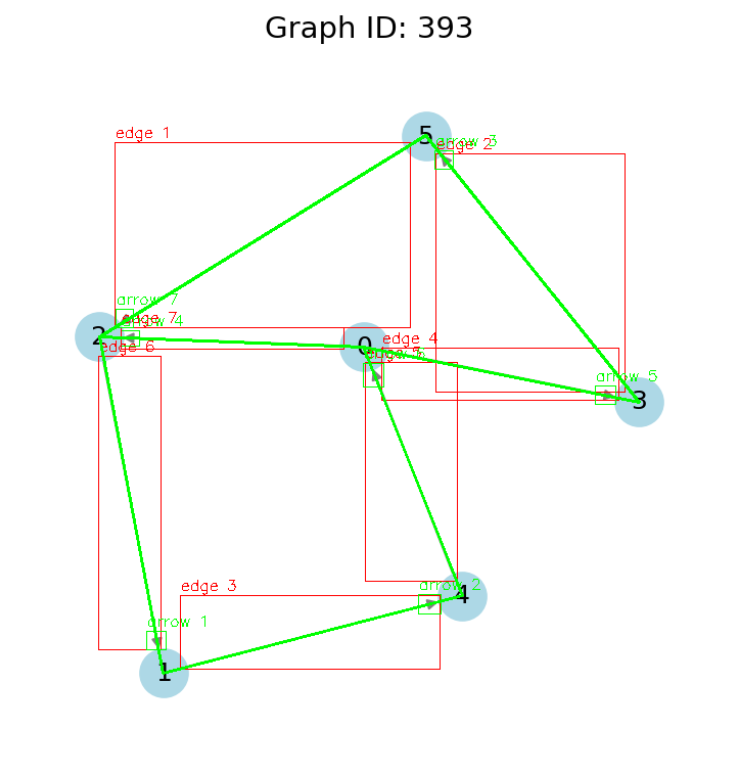 Graph ID: 393
edge 1
5
arrow 3
edge 2
arrow 7
edge 7
arrow 4
2
edge 6
0
edge 4
edge 5
arrow 5
3
arrow 2
4
edge 3
arrow 1
1